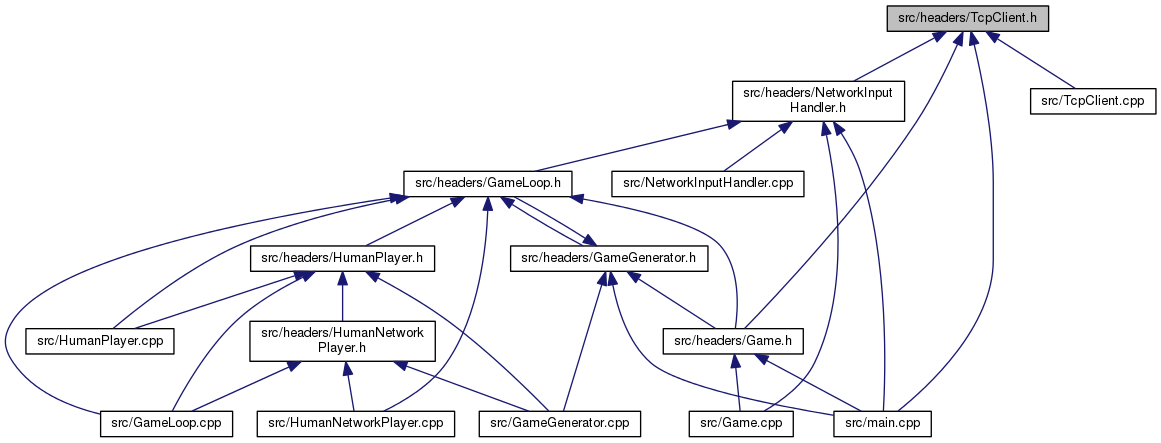 src/headers/TcpClient.h
src/headers/NetworkInput
Handler.h
src/TcpClient.cpp
src/headers/GameLoop.h
src/NetworkInputHandler.cpp
src/headers/HumanPlayer.h
src/headers/GameGenerator.h
src/HumanPlayer.cpp
src/headers/HumanNetwork
Player.h
src/headers/Game.h
src/GameLoop.cpp
src/HumanNetworkPlayer.cpp
src/GameGenerator.cpp
src/Game.cpp
src/main.cpp